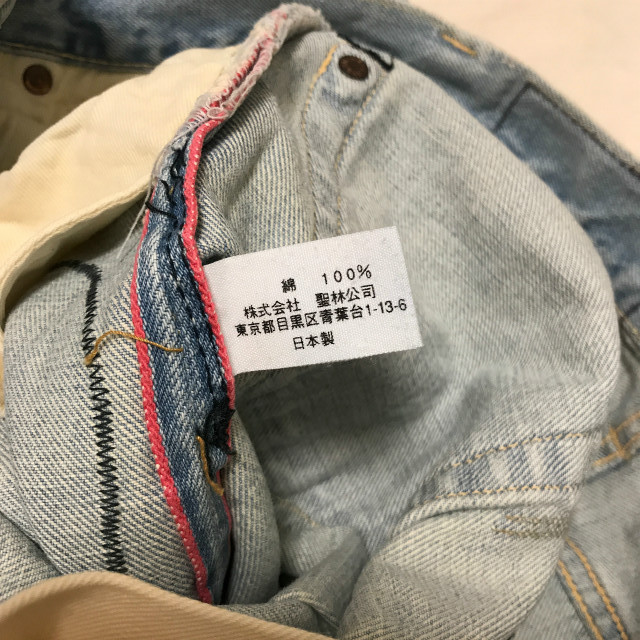 綿 100%
株式会社 聖林公司
東京都目黒区青葉台1-13-6
日本製